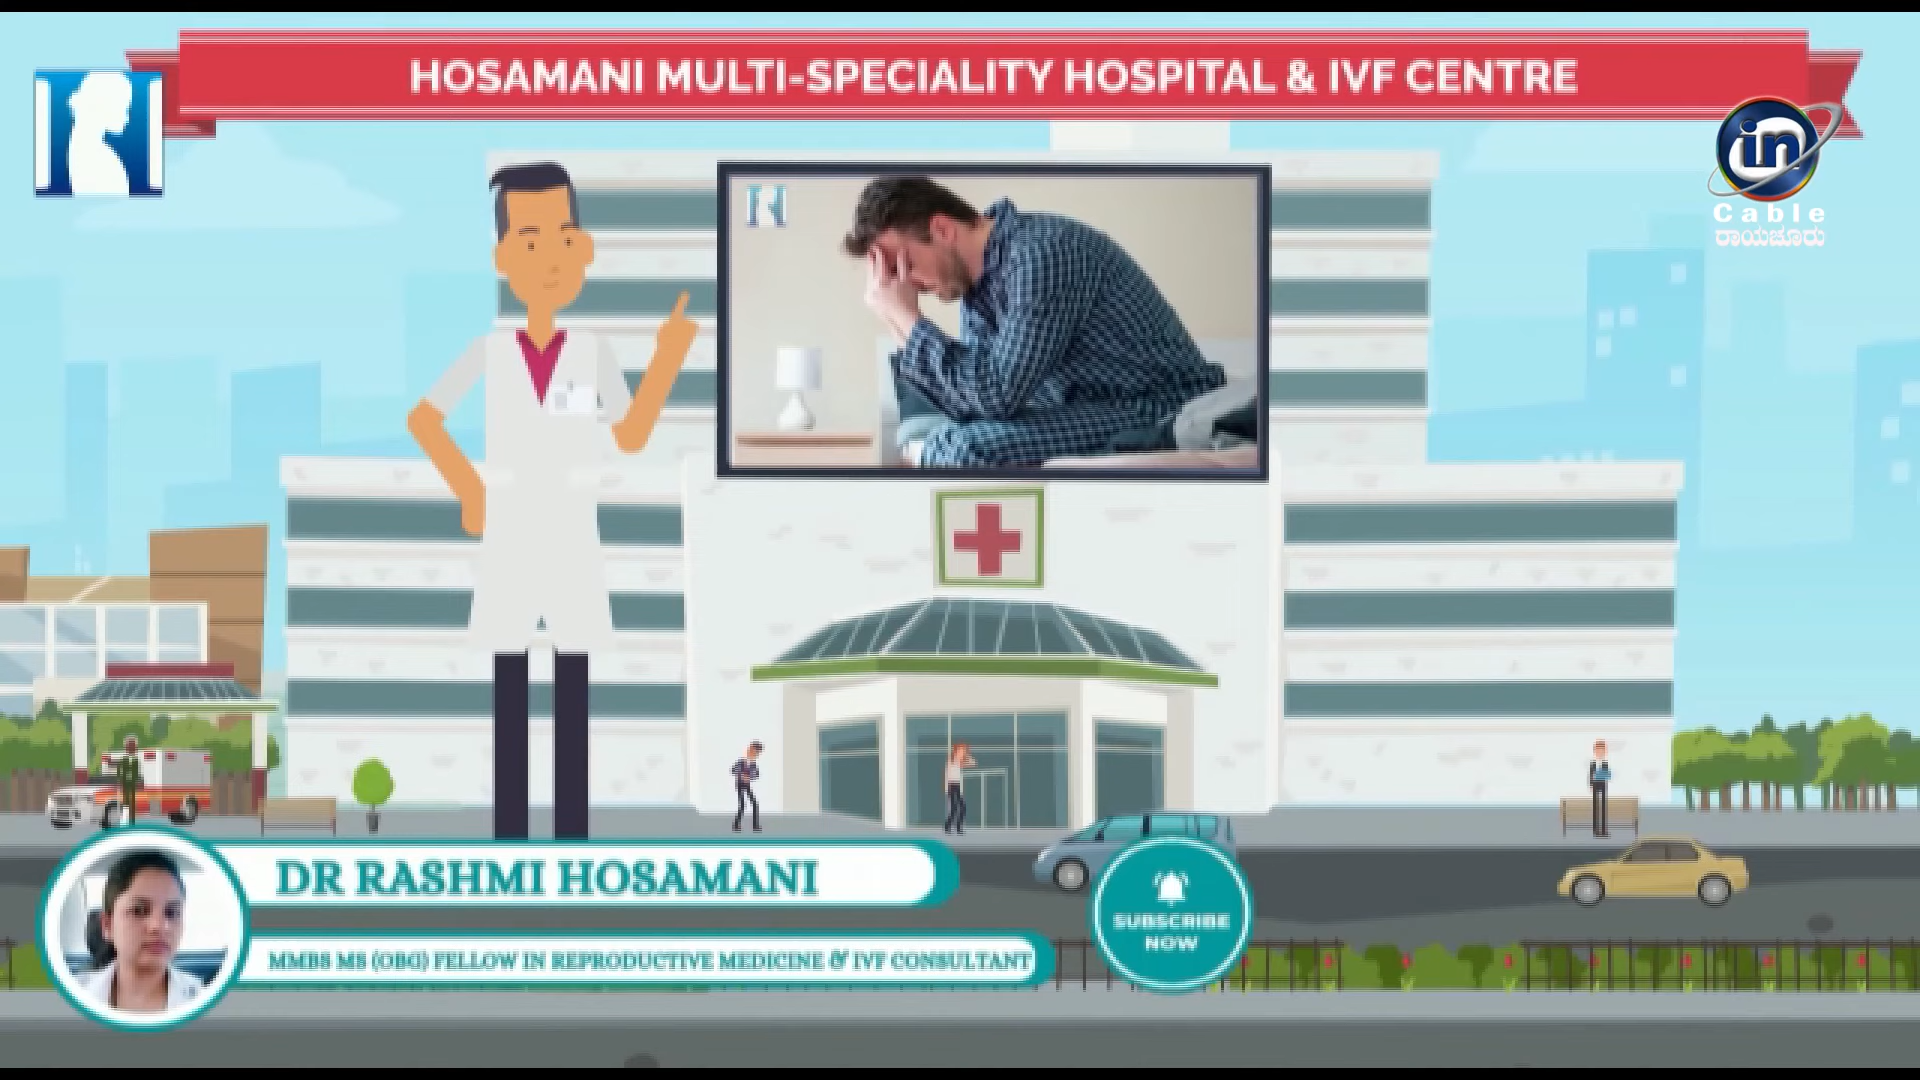 HOSAMANI MULTI-SPECIALITY HOSPITAL & IVF CENTRE
in
Cable
ರಾಯಚೂರು
DR RASHMI HOSAMANI
MMBS MS (OBG) FELLOW IN REPRODUCTIVE MEDICINE & IVF CONSULTANT
SUBSCRIBE
NOW